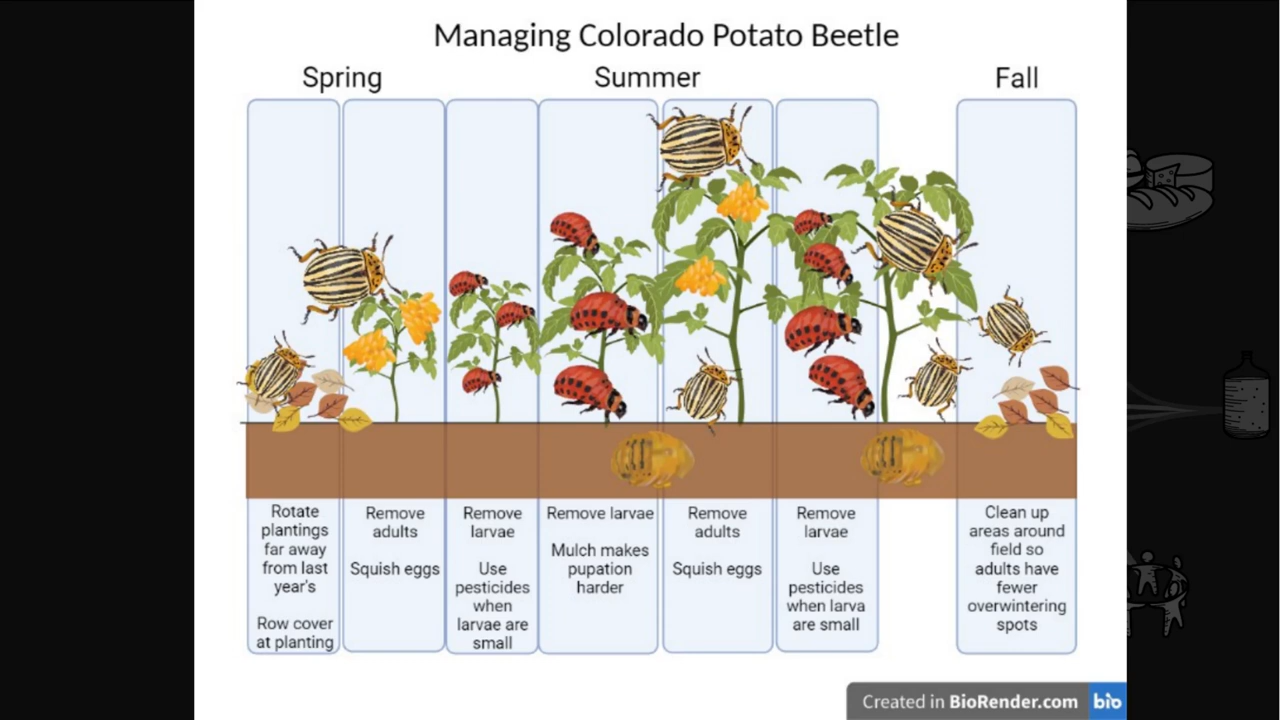 Managing Colorado Potato Beetle
Spring
Summer
Fall
Rotate
plantings
far away
from last
year's
Row cover
at planting
Remove
adults
Squish eggs
Remove
larvae
Use
pesticides
when
larvae are
small
Remove larvae
Mulch makes
pupation
harder
Remove
adults
Squish eggs
Remove
larvae
Use
pesticides
when larva
are small
Clean up
areas around
field so
adults have
fewer
overwintering
spots
Created in BioRender.com bio